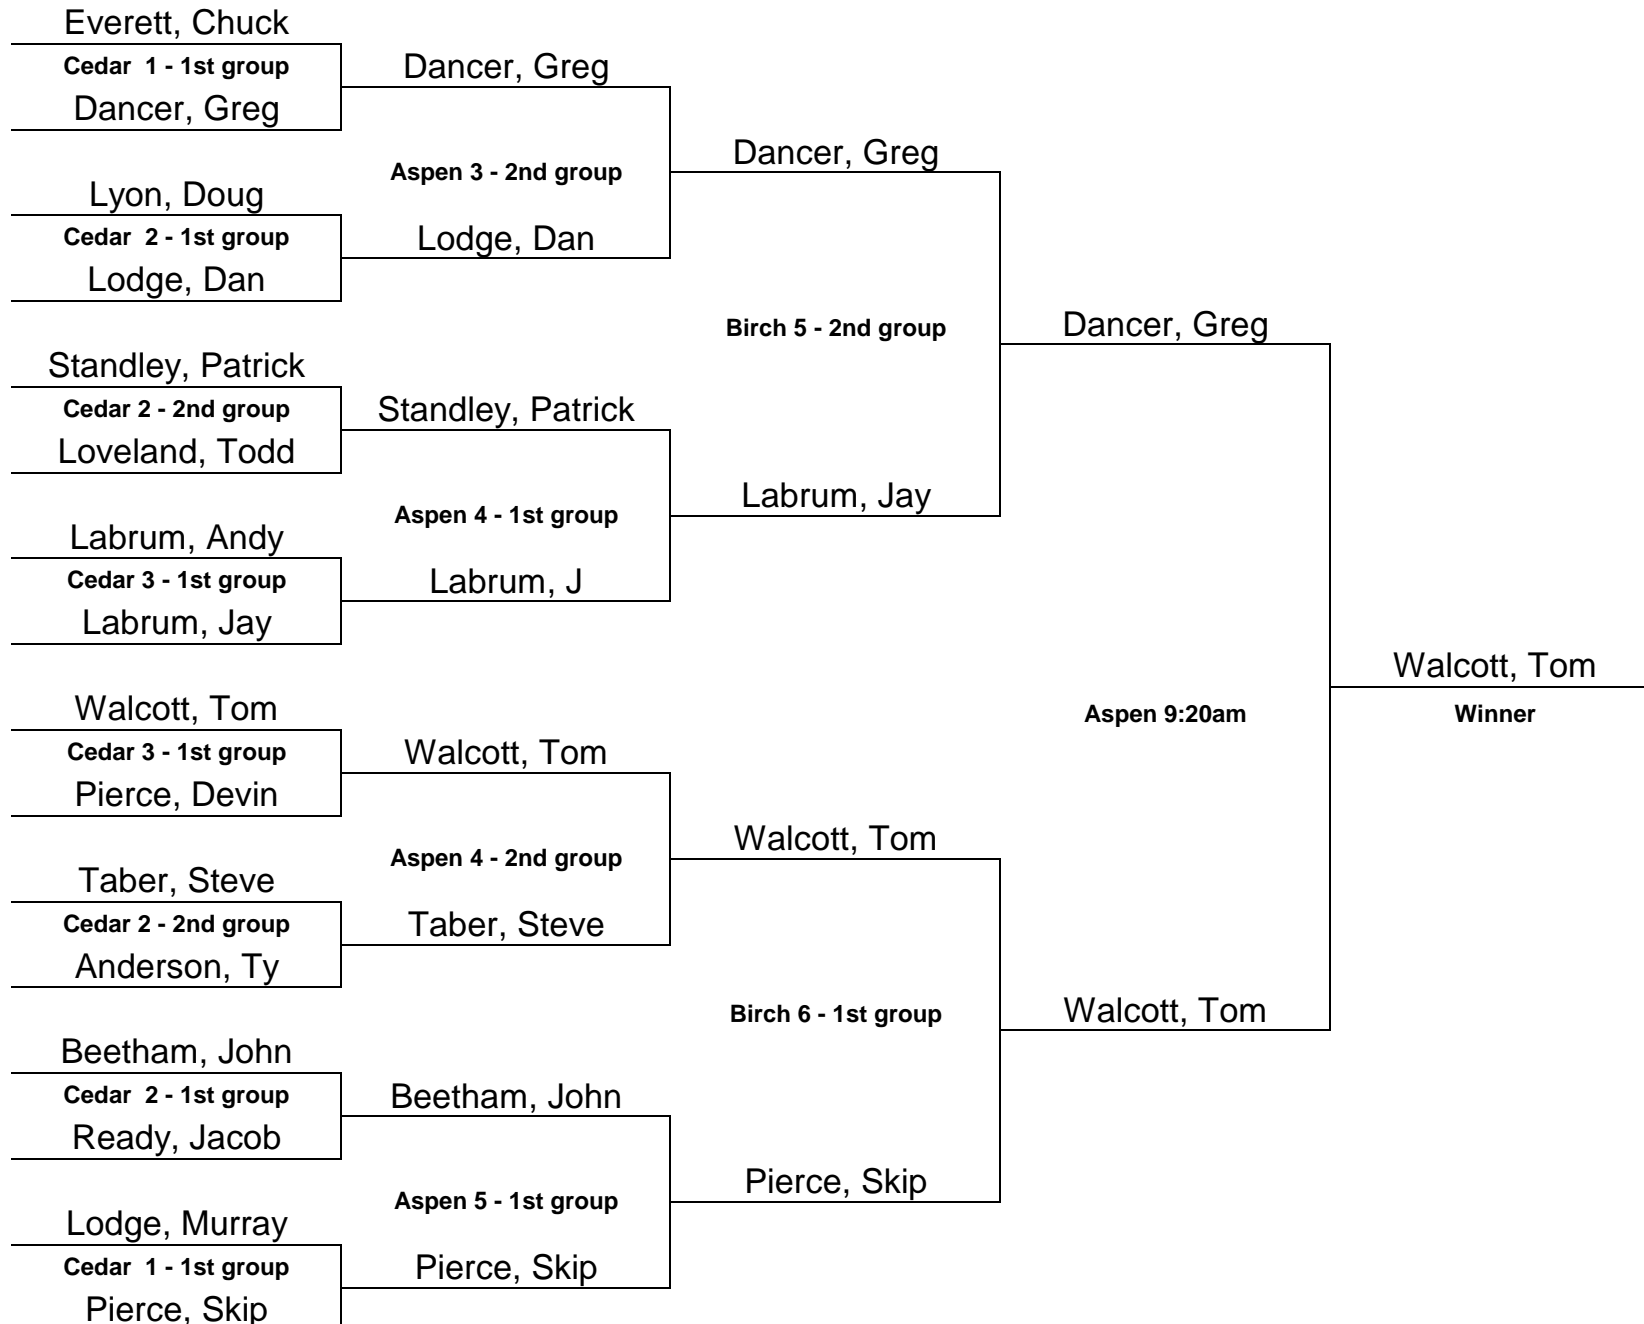 Everett, Chuck
Cedar  1 - 1st group
Dancer, Greg
Lyon, Doug
Cedar  2 - 1st group
Lodge, Dan
Standley, Patrick
Cedar 2 - 2nd group
Loveland, Todd
Labrum, Andy
Cedar 3 - 1st group
Labrum, Jay
Walcott, Tom
Cedar 3 - 1st group
Pierce, Devin
Taber, Steve
Cedar 2 - 2nd group
Anderson, Ty
Beetham, John
Cedar  2 - 1st group
Ready, Jacob
Lodge, Murray
Cedar  1 - 1st group
Pierce, Skip
Dancer, Greg
Aspen 3 - 2nd group
Lodge, Dan
Standley, Patrick
Aspen 4 - 1st group
Labrum, J
Walcott, Tom
Aspen 4 - 2nd group
Taber, Steve
Beetham, John
Aspen 5 - 1st group
Pierce, Skip
Dancer, Greg
Birch 5 - 2nd group
Labrum, Jay
Walcott, Tom
Birch 6 - 1st group
Pierce, Skip
Dancer, Greg
Aspen 9:20am
Walcott, Tom
Walcott, Tom
Winner